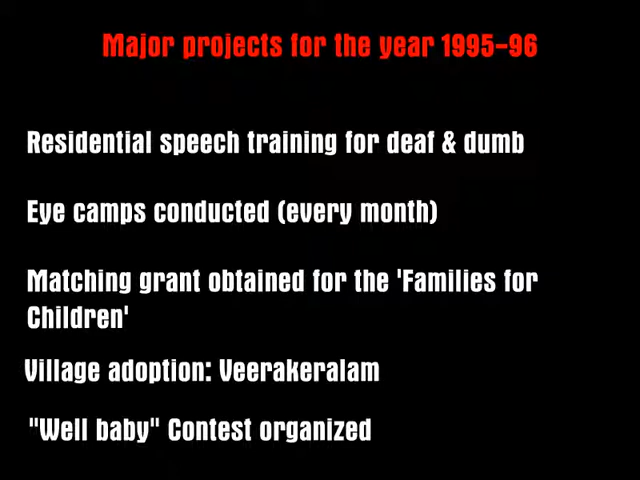 Major projects for the year 1995-96
Residential speech training for deaf & dumb
Eye camps conducted (every month)
Matching grant obtained for the 'Families for
Children'
Village adoption: Veerakeralam
"Well baby" Contest organized